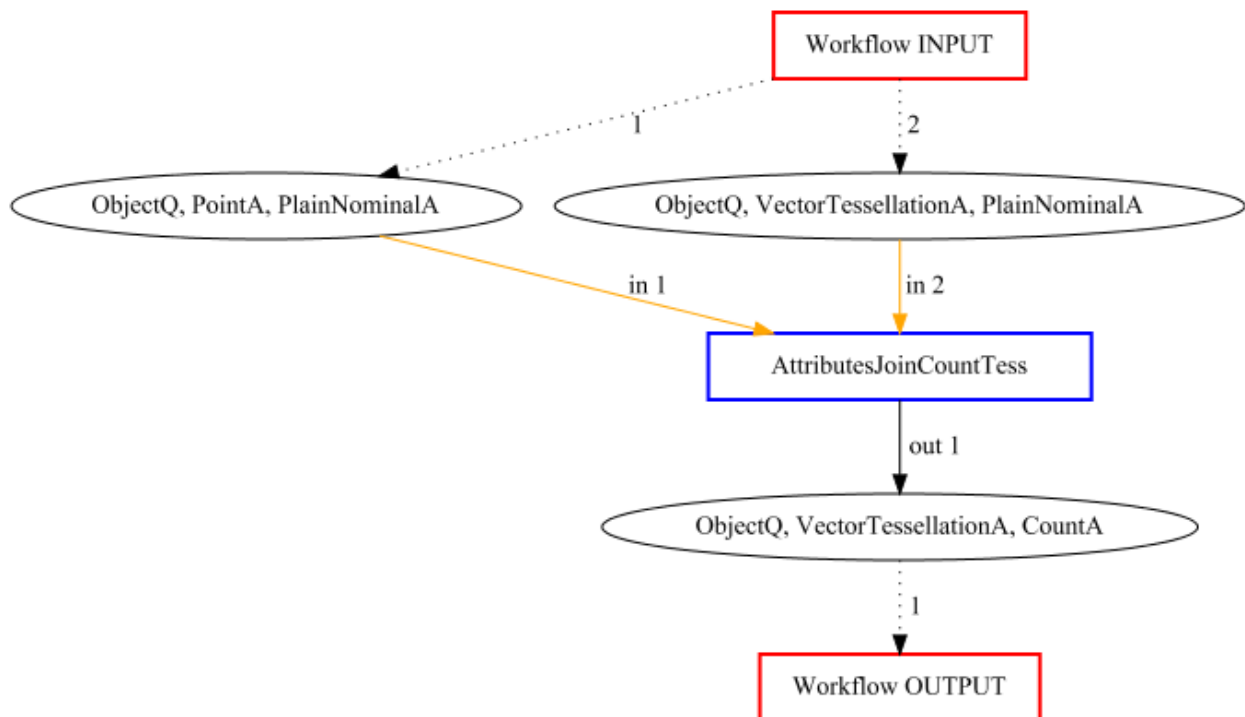 Workflow INPUT
1
2
ObjectQ, PointA, PlainNominalA
ObjectQ, VectorTessellationA, PlainNominalA
in 1
in 2
AttributesJoinCountTess
out 1
ObjectQ, VectorTessellationA, CountA
1
Workflow OUTPUT